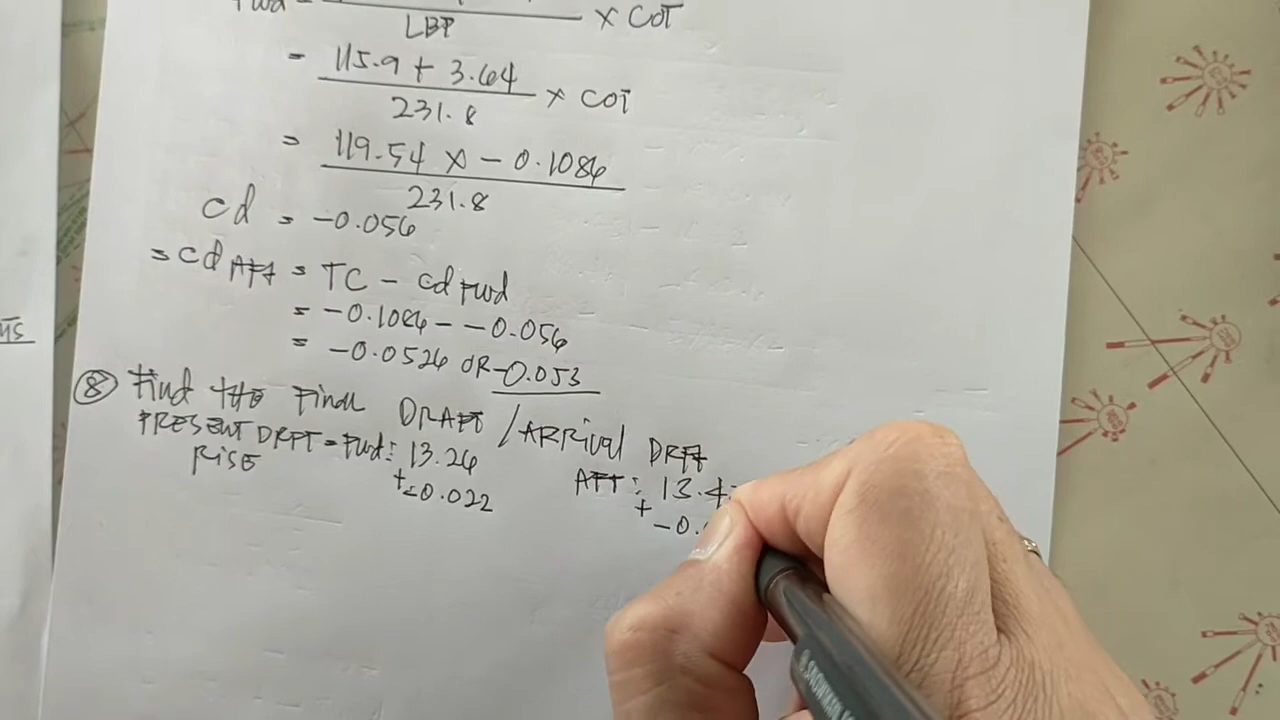 Fwd = × COT
LBP
= 115.9 + 3.64 × COT
231.8
= 119.54 × - 0.1086
231.8
cd = -0.056
= cd AFt = TC - cd Fwd
= -0.1086 - -0.056
= -0.0526 OR -0.053
⑧ Find tHE Final DRAFt / ARRival DRFt
PRESENT DRFT = Fwd: 13.26
AFT: 13.4
RISE
+ -0.022
+ -0.